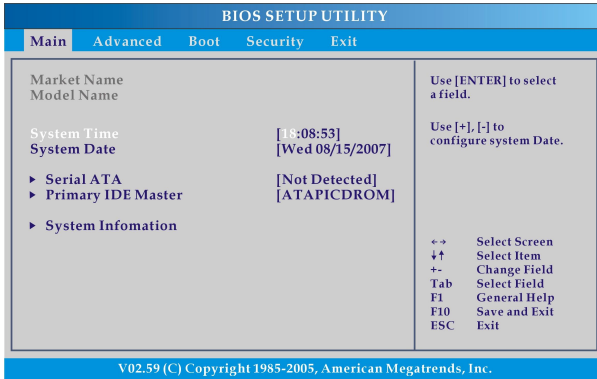 BIOS SETUP UTILITY
Main Advanced Boot Security Exit
Market Name
Model Name
System Time [18:08:53]
System Date [Wed 08/15/2007]
▸ Serial ATA [Not Detected]
▸ Primary IDE Master [ATAPICDROM]
▸ System Infomation
Use [ENTER] to select
a field.
Use [+], [-] to
configure system Date.
←→ Select Screen
↓↑ Select Item
+- Change Field
Tab Select Field
F1 General Help
F10 Save and Exit
ESC Exit
V02.59 (C) Copyright 1985-2005, American Megatrends, Inc.